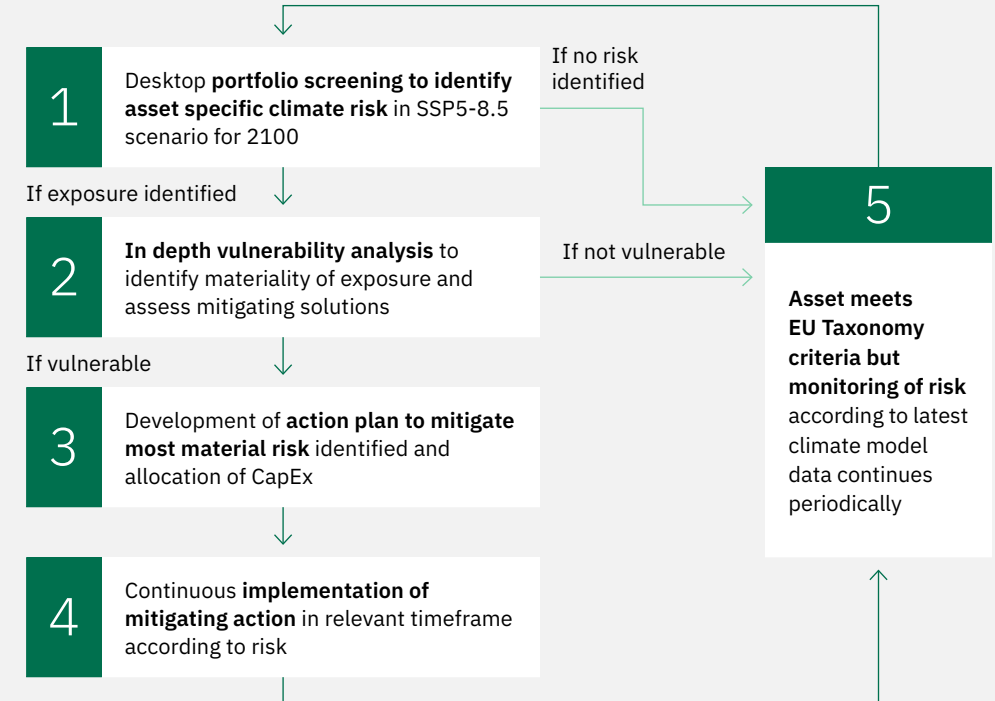 1
Desktop portfolio screening to identify
asset specific climate risk in SSP5-8.5
scenario for 2100
If no risk
identified
If exposure identified
2
In depth vulnerability analysis to
identify materiality of exposure and
assess mitigating solutions
If not vulnerable
If vulnerable
3
Development of action plan to mitigate
most material risk identified and
allocation of CapEx
4
Continuous implementation of
mitigating action in relevant timeframe
according to risk
5
Asset meets
EU Taxonomy
criteria but
monitoring of risk
according to latest
climate model
data continues
periodically